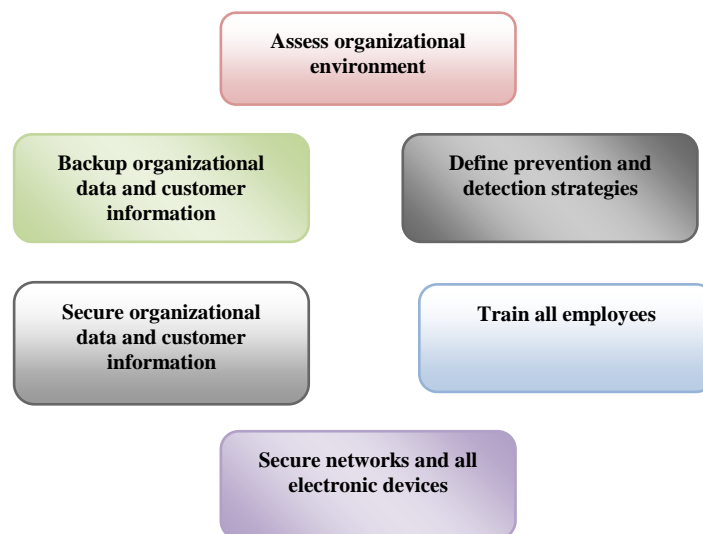 Assess organizational
environment
Backup organizational
data and customer
information
Define prevention and
detection strategies
Secure organizational
data and customer
information
Train all employees
Secure networks and all
electronic devices